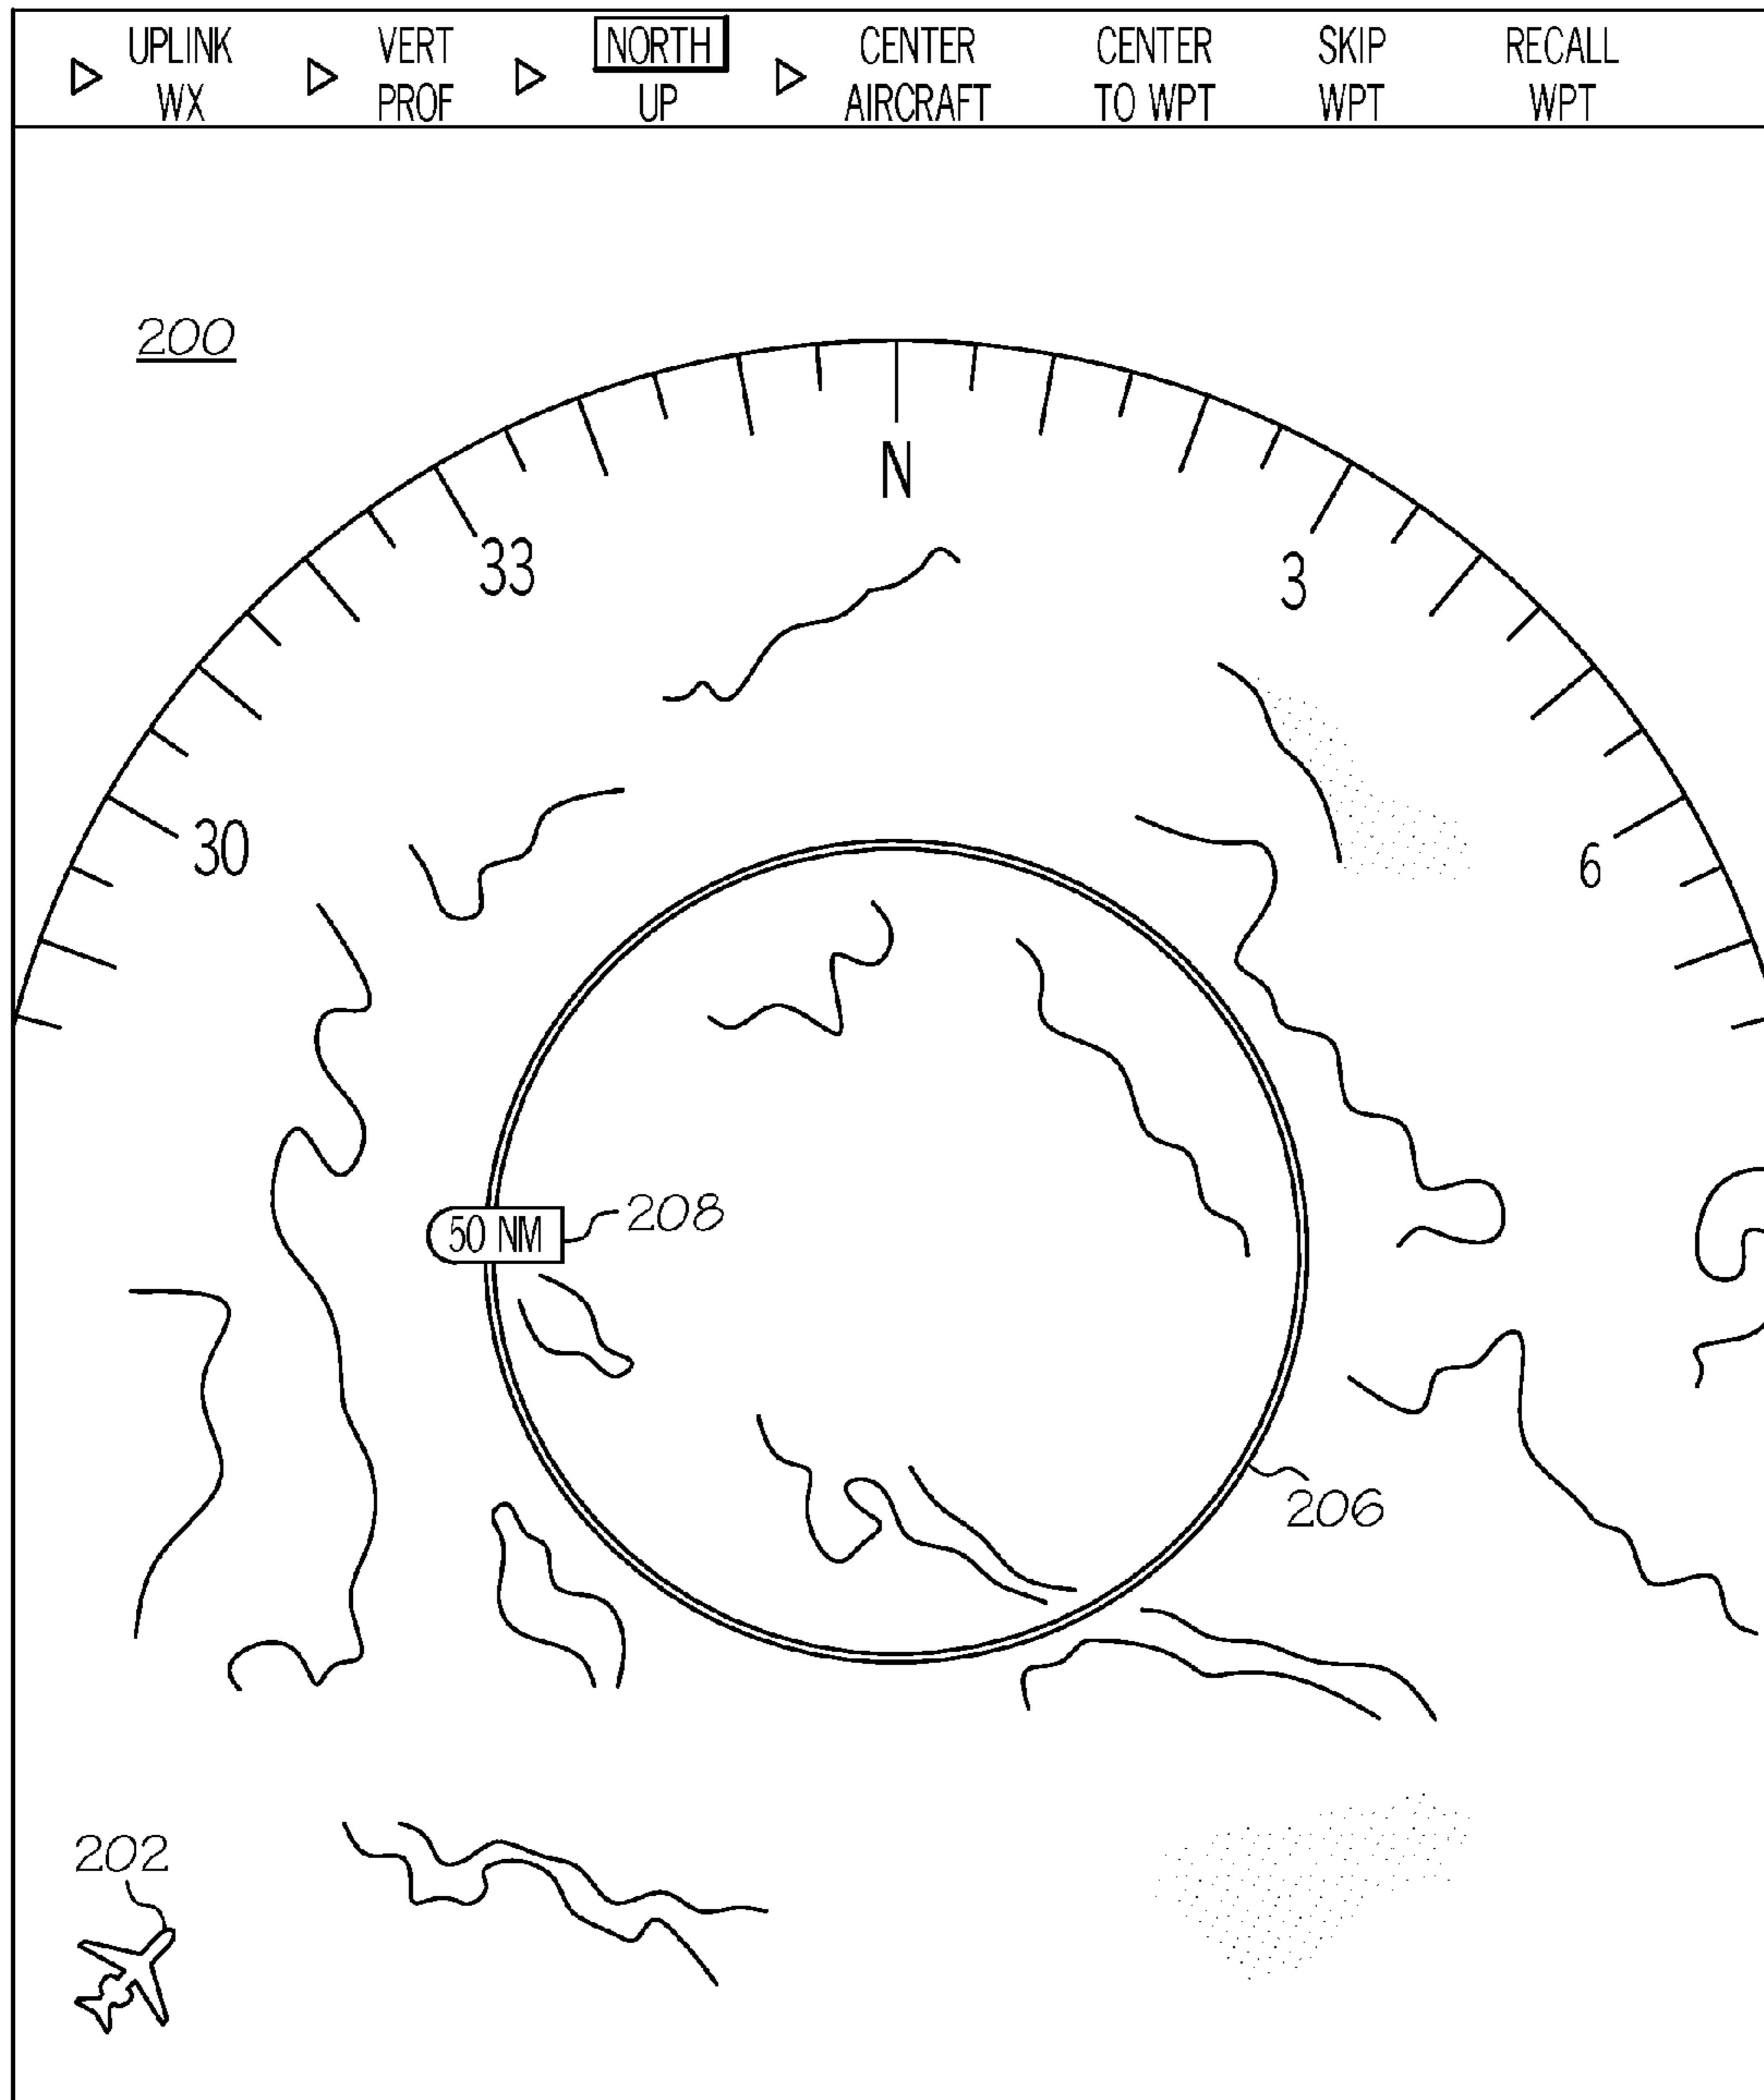 UPLINK WX
VERT PROF
NORTH UP
CENTER AIRCRAFT
CENTER TO WPT
SKIP WPT
RECALL WPT
200
N
33
3
30
6
50 NM
208
206
202